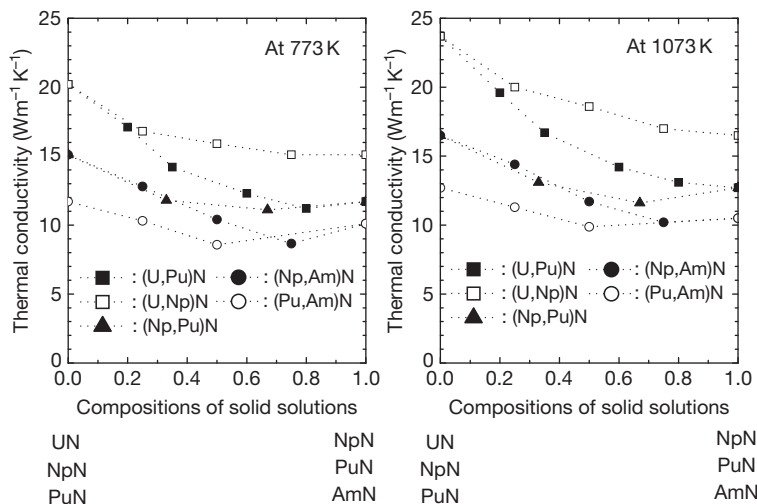 At 773 K
Thermal conductivity (Wm⁻¹ K⁻¹)
25
20
15
10
5
0
: (U,Pu)N
: (Np,Am)N
: (U,Np)N
: (Pu,Am)N
: (Np,Pu)N
0.0 0.2 0.4 0.6 0.8 1.0
Compositions of solid solutions
UN NpN
NpN PuN
PuN AmN
At 1073 K
Thermal conductivity (Wm⁻¹ K⁻¹)
25
20
15
10
5
0
: (U,Pu)N
: (Np,Am)N
: (U,Np)N
: (Pu,Am)N
: (Np,Pu)N
0.0 0.2 0.4 0.6 0.8 1.0
Compositions of solid solutions
UN NpN
NpN PuN
PuN AmN